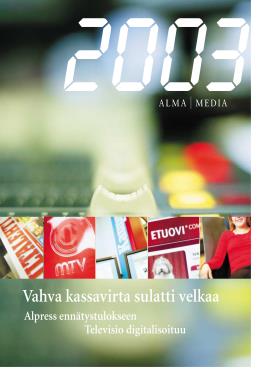 2003
ALMA | MEDIA
mtv
ETUOVI.COM
Vahva kassavirta sulatti velkaa
Alpress ennätystulokseen
Televisio digitalisoituu